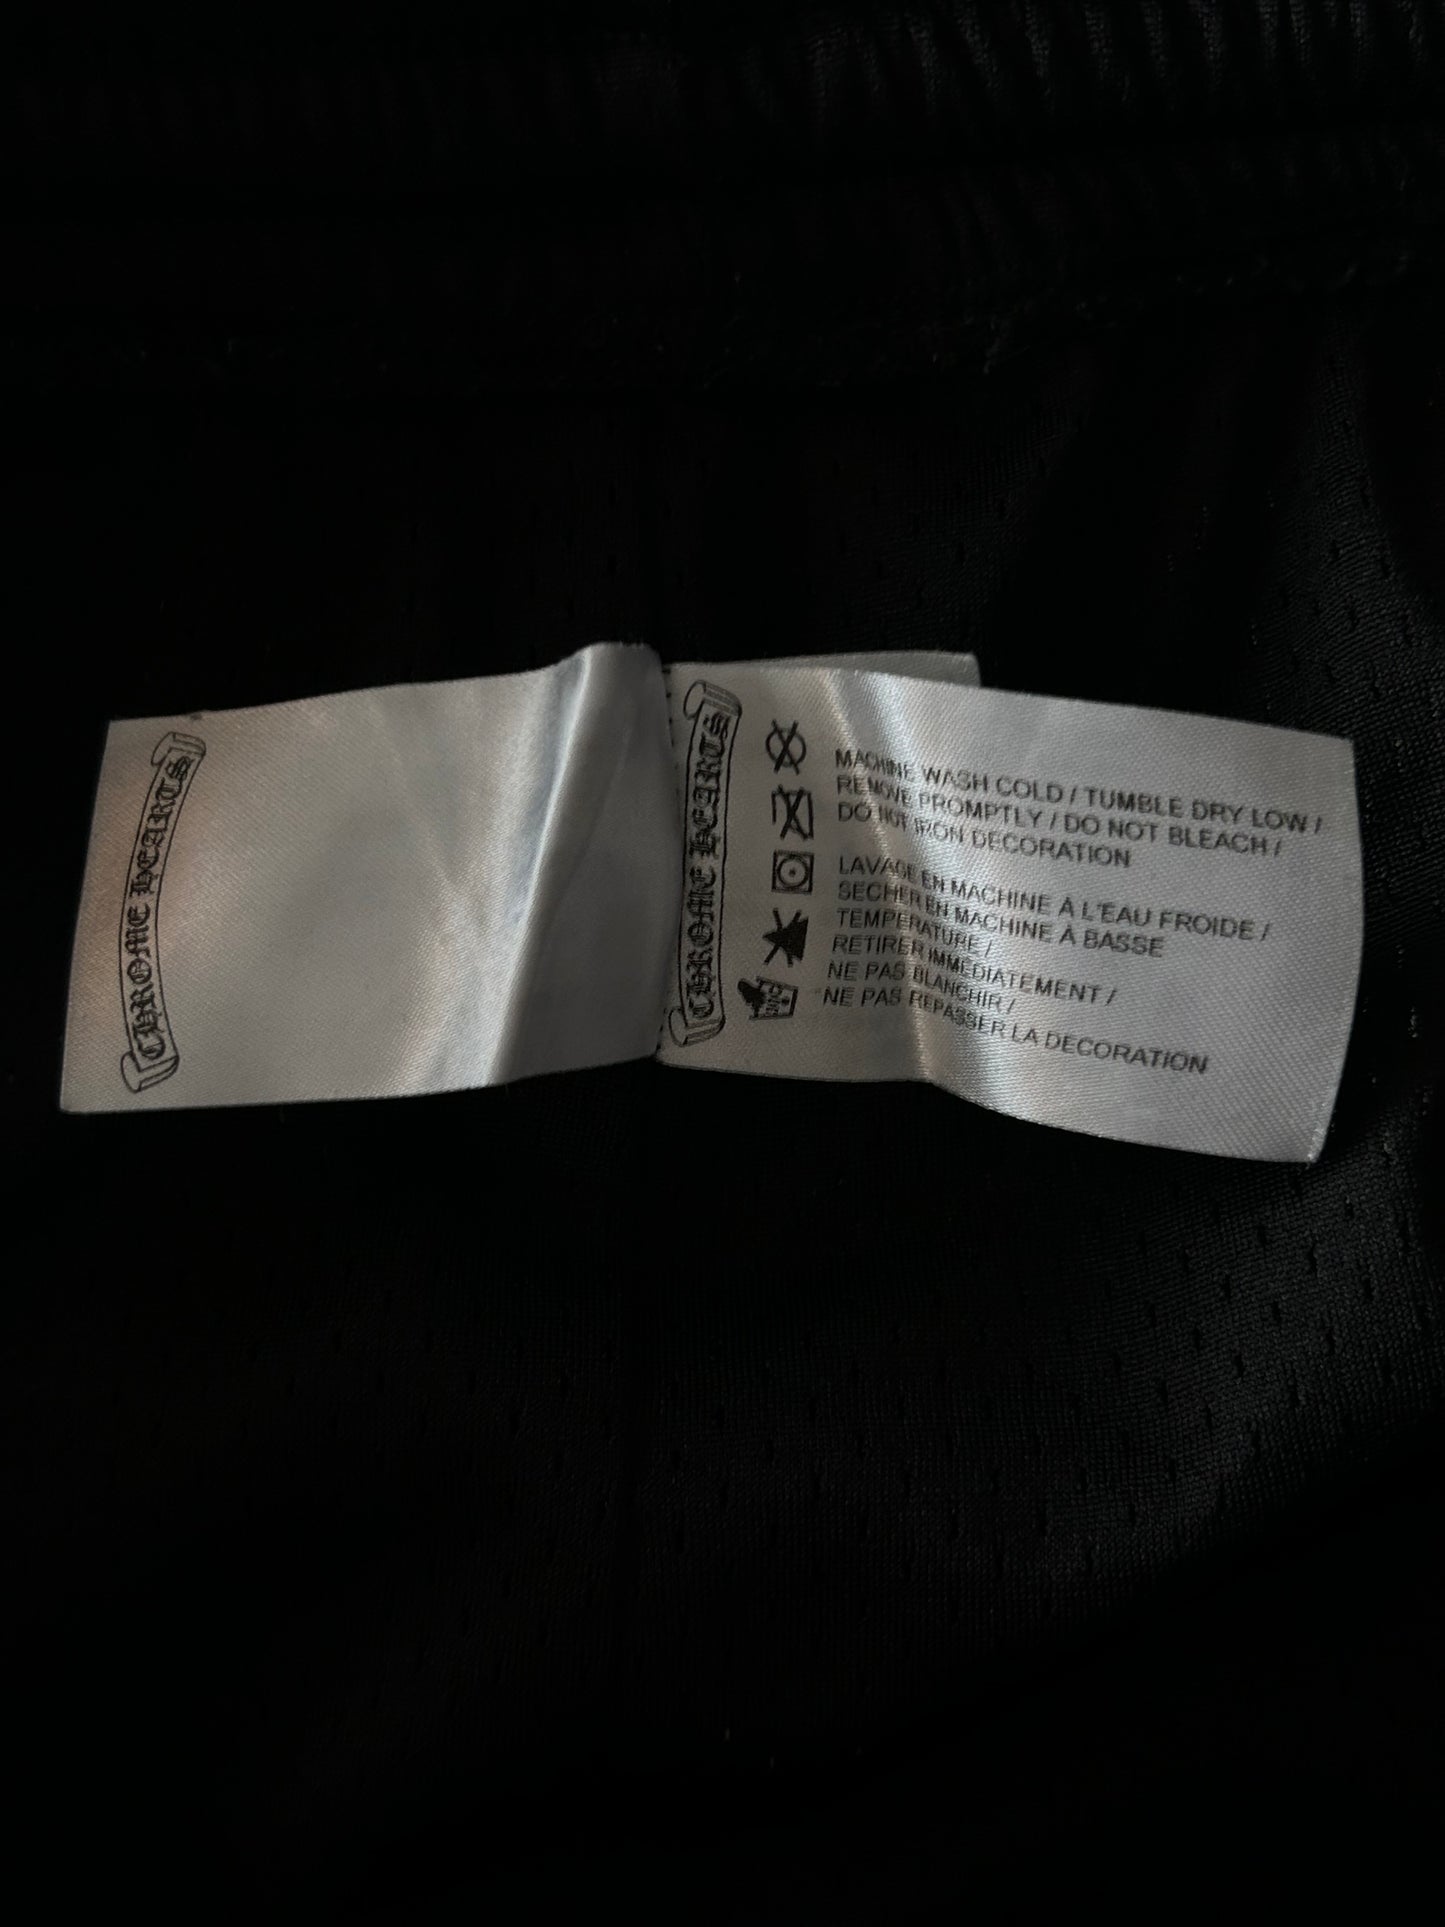 CHROME HEARTS
CHROME HEARTS
MACHINE WASH COLD / TUMBLE DRY LOW /
REMOVE PROMPTLY / DO NOT BLEACH /
DO NOT IRON DECORATION
LAVAGE EN MACHINE À L'EAU FROIDE /
SECHER EN MACHINE À BASSE
TEMPERATURE /
RETIRER IMMEDIATEMENT /
NE PAS BLANCHIR /
NE PAS REPASSER LA DECORATION